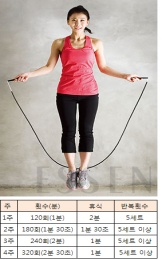 ESSEN
주 횟수(분) 휴식 반복횟수
1주 120회(1분) 2분 5세트
2주 180회(1분 30초) 1분 30초 5세트 이상
3주 240회(2분) 1분 5세트 이상
4주 320회(2분 30초) 1분 5세트 이상